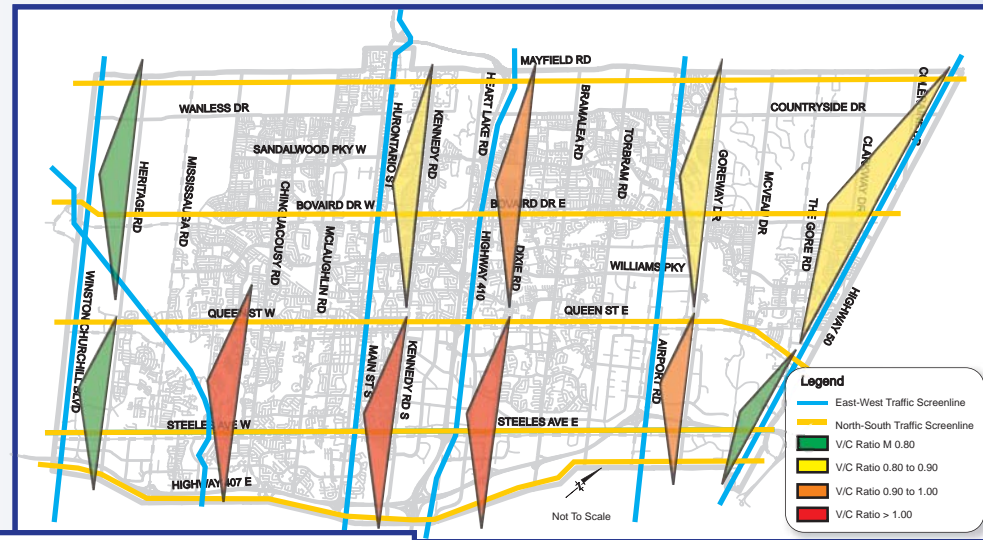 MAYFIELD RD
WANLESS DR
COUNTRYSIDE DR
SANDALWOOD PKY W
HURONTARIO ST
KENNEDY RD
HEART LAKE RD
BRAMALEA RD
TORBRAM RD
HERITAGE RD
MISSISSAUGA RD
CHINGUACOUSY RD
MCLAUGHLIN RD
BOVAIRD DR W
BOVAIRD DR E
GOREWAY DR
MCVEAN DR
THE GORE RD
CLARKWAY DR
HIGHWAY 410
DIXIE RD
WILLIAMS PKY
WINSTON CHURCHILL BLVD
QUEEN ST W
QUEEN ST E
HIGHWAY 50
MAIN ST S
KENNEDY RD S
AIRPORT RD
STEELES AVE W
STEELES AVE E
HIGHWAY 407 E
Not To Scale
Legend
East-West Traffic Screenline
North-South Traffic Screenline
V/C Ratio M 0.80
V/C Ratio 0.80 to 0.90
V/C Ratio 0.90 to 1.00
V/C Ratio > 1.00